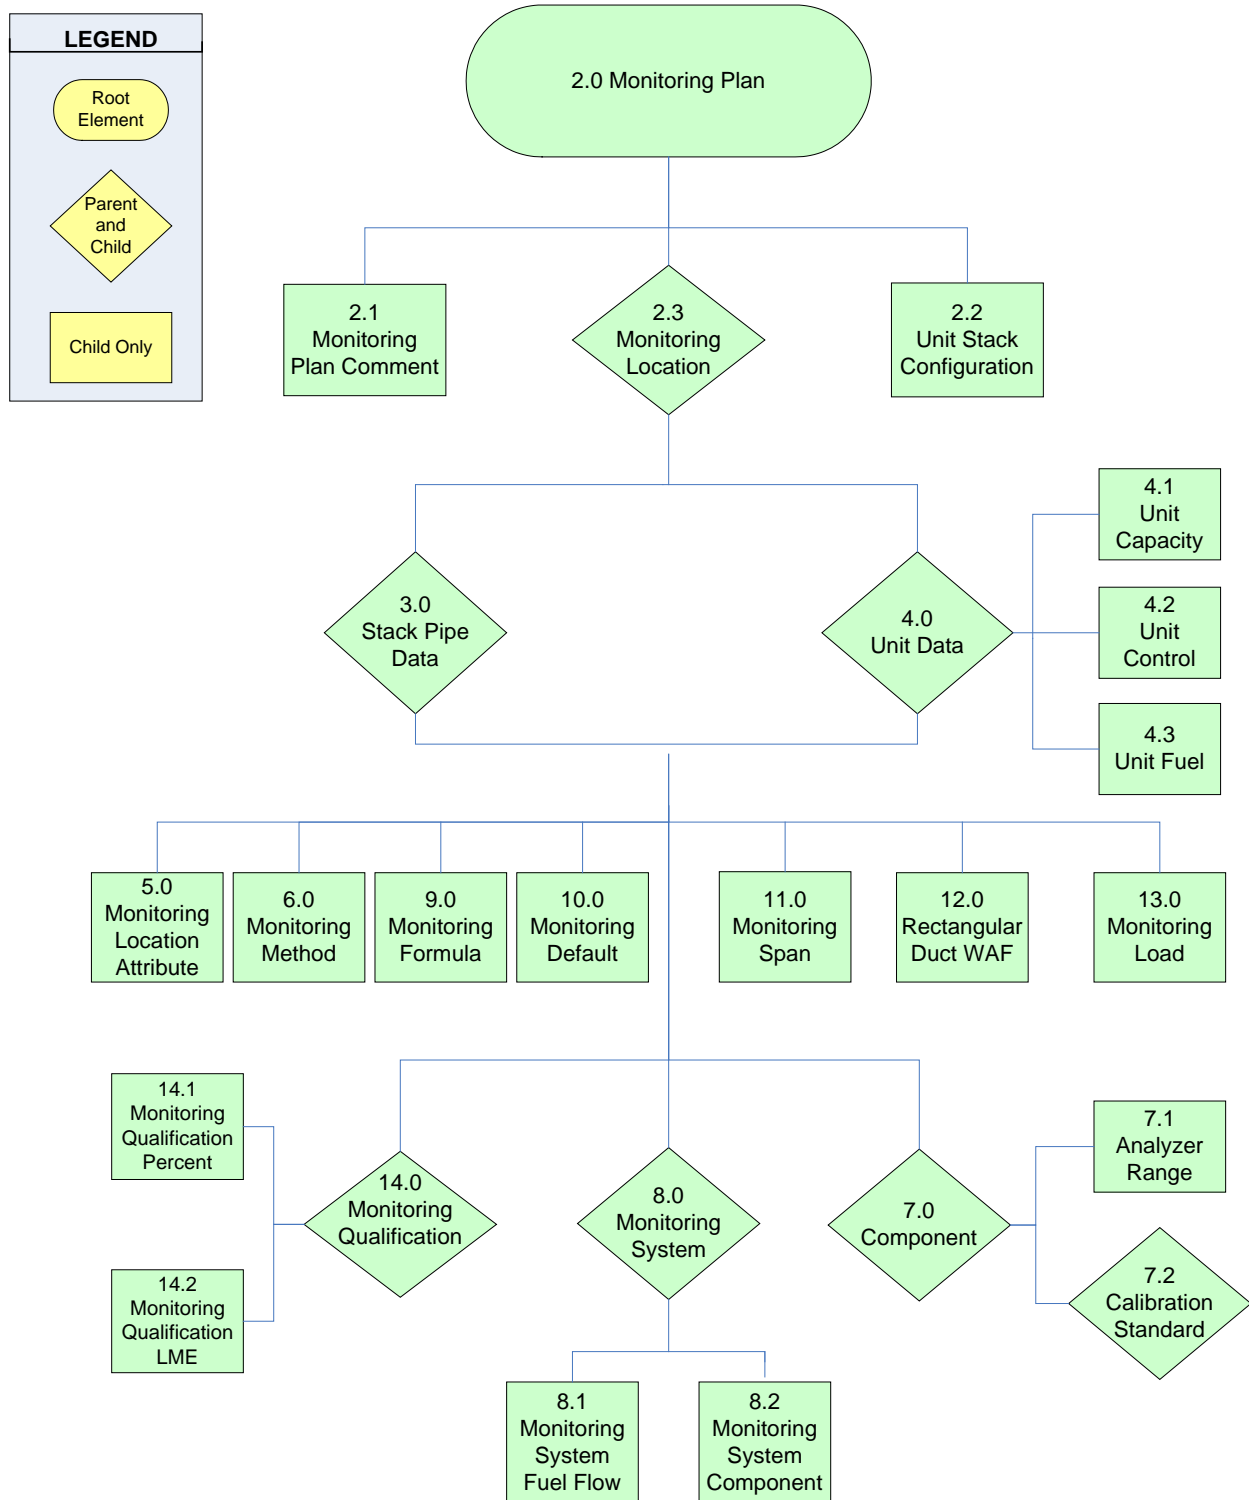 LEGEND
Root
Element
Parent
and
Child
Child Only
2.0 Monitoring Plan
2.1
Monitoring
Plan Comment
2.3
Monitoring
Location
2.2
Unit Stack
Configuration
3.0
Stack Pipe
Data
4.0
Unit Data
4.1
Unit
Capacity
4.2
Unit
Control
4.3
Unit Fuel
5.0
Monitoring
Location
Attribute
6.0
Monitoring
Method
9.0
Monitoring
Formula
10.0
Monitoring
Default
11.0
Monitoring
Span
12.0
Rectangular
Duct WAF
13.0
Monitoring
Load
14.1
Monitoring
Qualification
Percent
14.2
Monitoring
Qualification
LME
14.0
Monitoring
Qualification
8.0
Monitoring
System
7.0
Component
7.1
Analyzer
Range
7.2
Calibration
Standard
8.1
Monitoring
System
Fuel Flow
8.2
Monitoring
System
Component